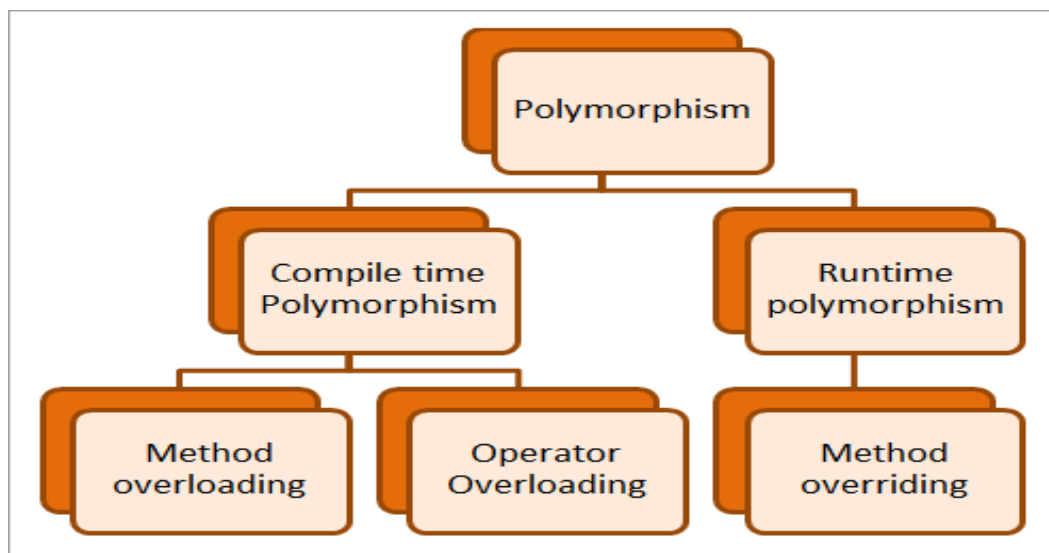 Polymorphism
Compile time
Polymorphism
Runtime
polymorphism
Method
overloading
Operator
Overloading
Method
overriding